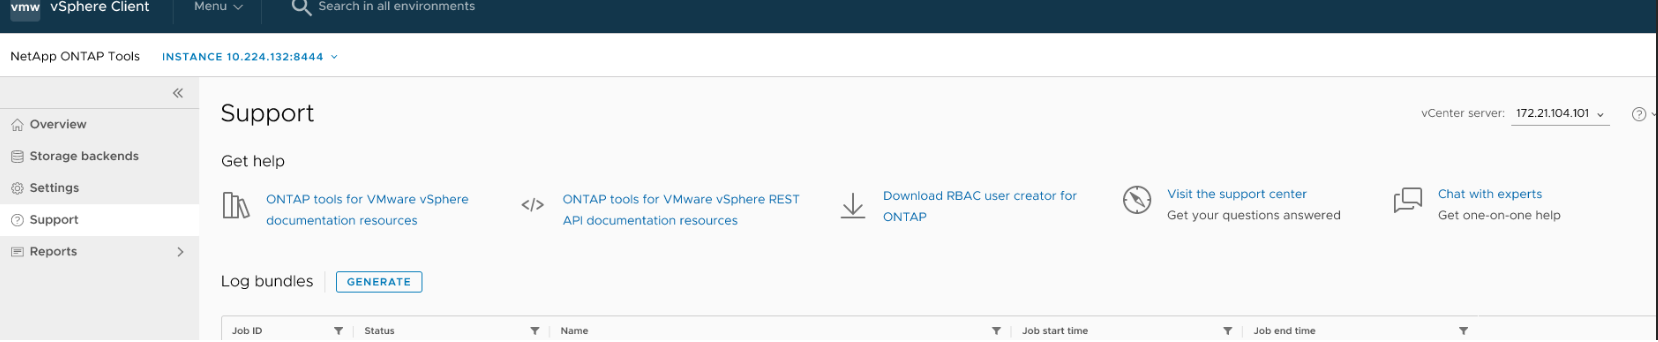 vmw vSphere Client Menu Search in all environments
NetApp ONTAP Tools INSTANCE 10.224.132:8444
Support
vCenter server: 172.21.104.101
Overview
Storage backends
Settings
Support
Reports
Get help
ONTAP tools for VMware vSphere
documentation resources
</> ONTAP tools for VMware vSphere REST
API documentation resources
Download RBAC user creator for
ONTAP
Visit the support center
Get your questions answered
Chat with experts
Get one-on-one help
Log bundles GENERATE
Job ID Status Name Job start time Job end time